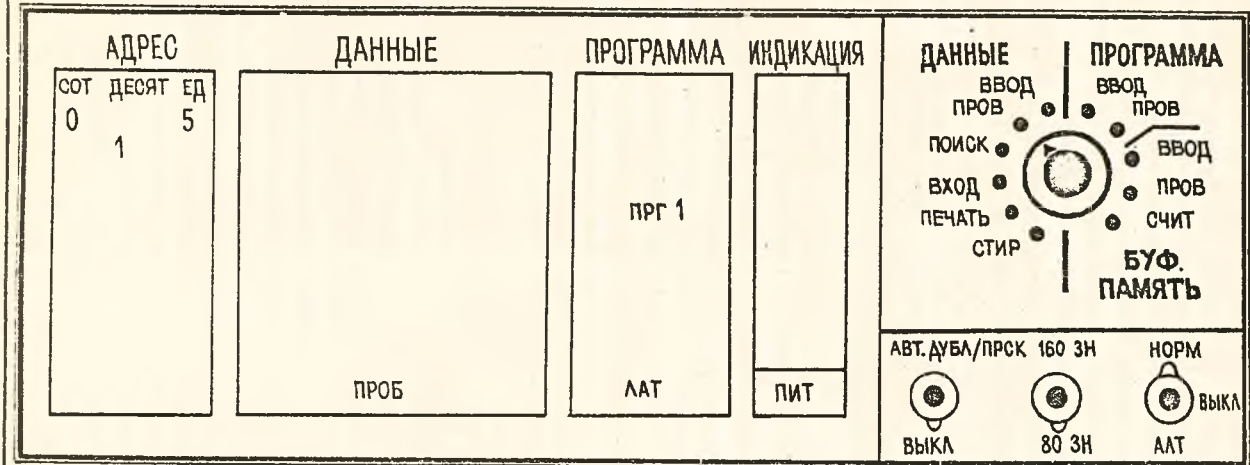 АДРЕС
СОТ ДЕСЯТ ЕД
0 5
1
ДАННЫЕ
ПРОБ
ПРОГРАММА
ПРГ 1
ЛАТ
ИНДИКАЦИЯ
ПИТ
ДАННЫЕ ПРОГРАММА
ВВОД ВВОД
ПРОВ ПРОВ
ПОИСК ВВОД
ВХОД ПРОВ
ПЕЧАТЬ СЧИТ
СТИР
БУФ.
ПАМЯТЬ
АВТ.ДУБЛ/ПРСК 160 ЗН НОРМ
ВЫКЛ
ВЫКЛ 80 ЗН АЛТ